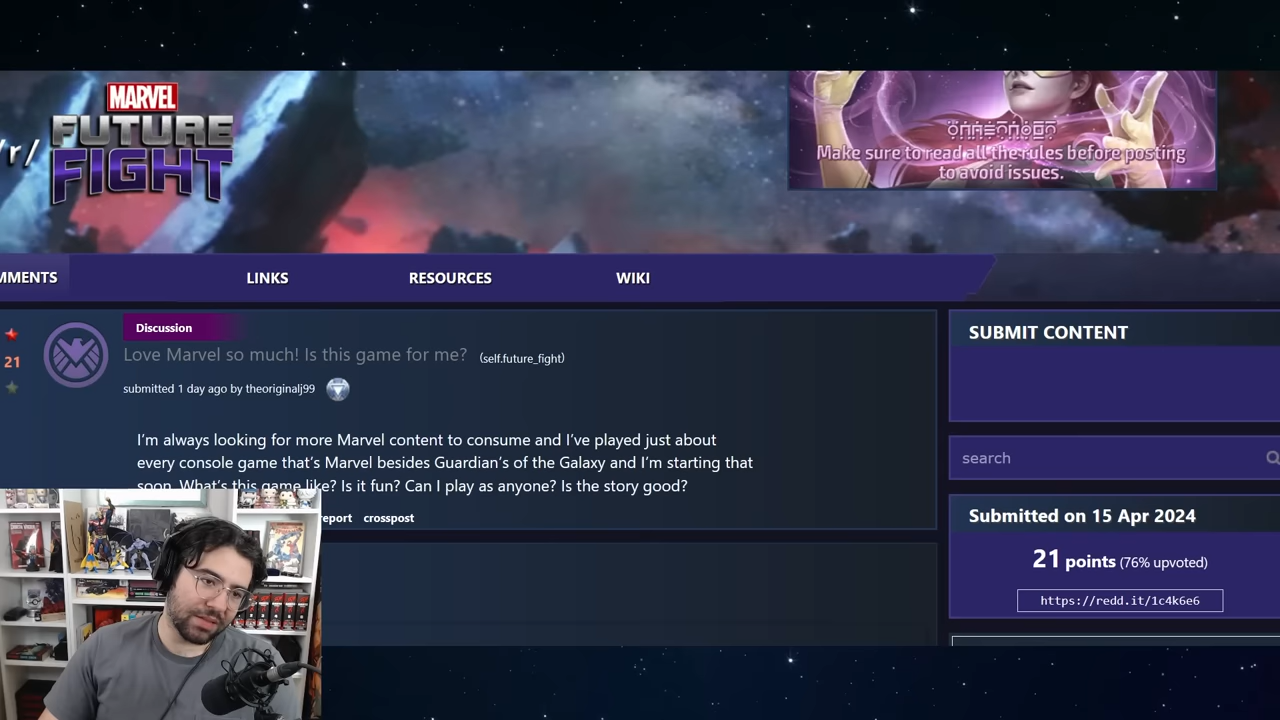 /r/
MARVEL
FUTURE
FIGHT
Make sure to read all the rules before posting
to avoid issues.
MMENTS
LINKS
RESOURCES
WIKI
Discussion
Love Marvel so much! Is this game for me? (self.future_fight)
21
submitted 1 day ago by theoriginalj99
I'm always looking for more Marvel content to consume and I've played just about
every console game that's Marvel besides Guardian's of the Galaxy and I'm starting that
soon. What's this game like? Is it fun? Can I play as anyone? Is the story good?
report crosspost
SUBMIT CONTENT
search
Submitted on 15 Apr 2024
21 points (76% upvoted)
https://redd.it/1c4k6e6